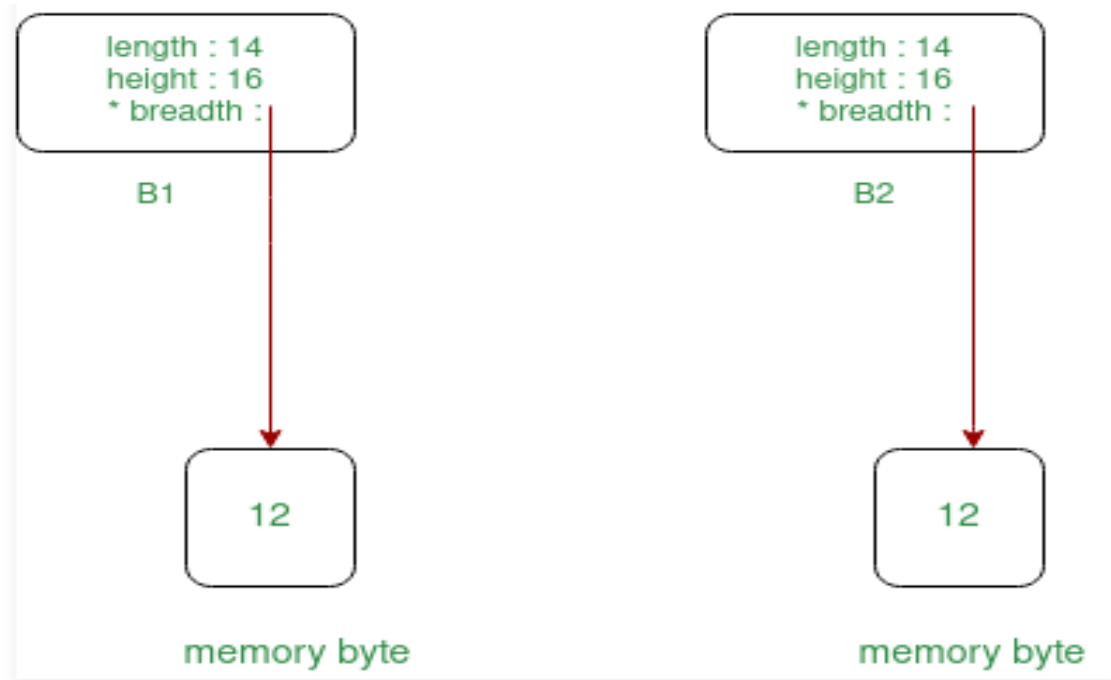 length : 14
height : 16
* breadth :
B1
length : 14
height : 16
* breadth :
B2
12
12
memory byte
memory byte